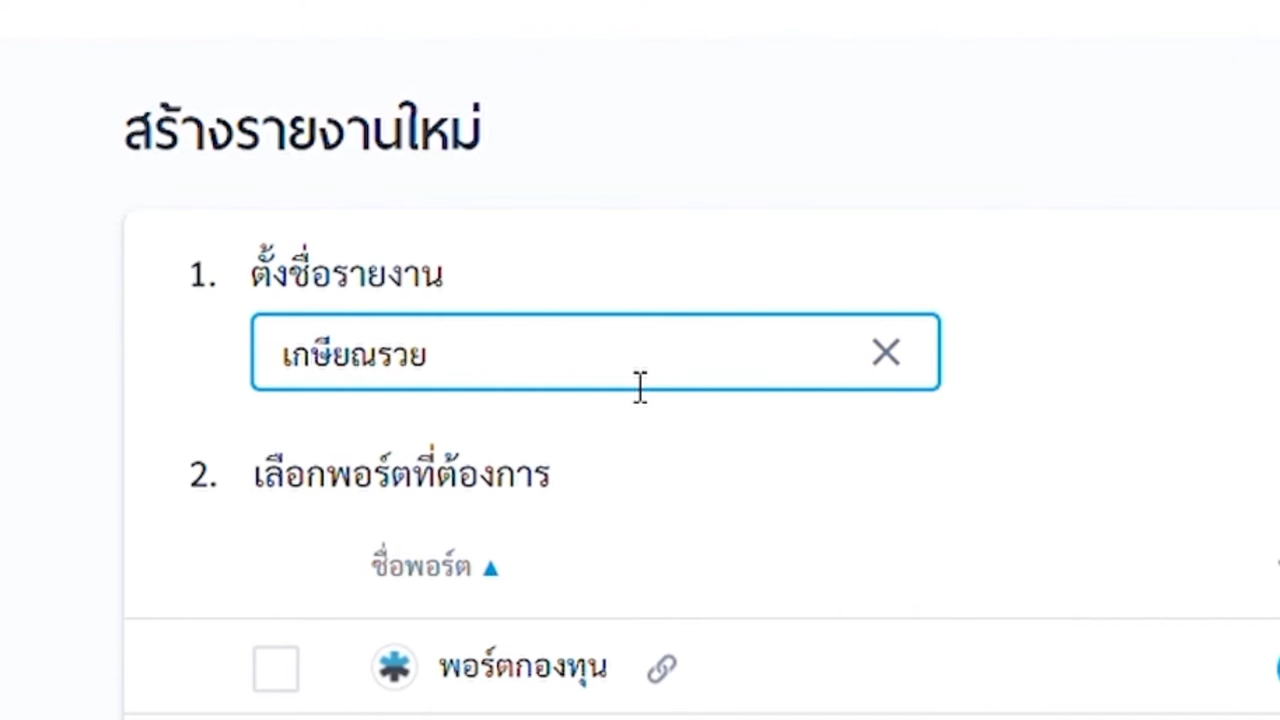 สร้างรายงานใหม่
1. ตั้งชื่อรายงาน
เกษียณรวย
2. เลือกพอร์ตที่ต้องการ
ชื่อพอร์ต ▲
พอร์ตกองทุน